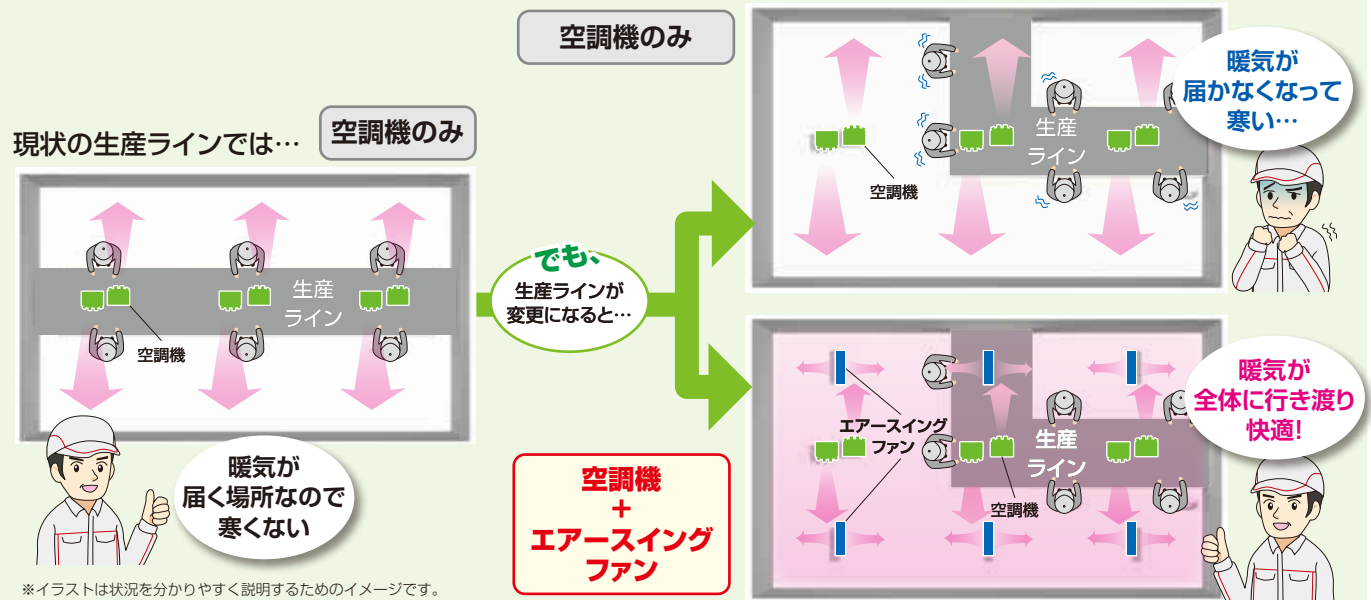 現状の生産ラインでは…
空調機のみ
生産
ライン
空調機
暖気が
届く場所なので
寒くない
※イラストは状況を分かりやすく説明するためのイメージです。
でも、
生産ラインが
変更になると…
空調機のみ
生産
ライン
空調機
暖気が
届かなくなって
寒い…
空調機
+
エアースイング
ファン
エアースイング
ファン
生産
ライン
空調機
暖気が
全体に行き渡り
快適!